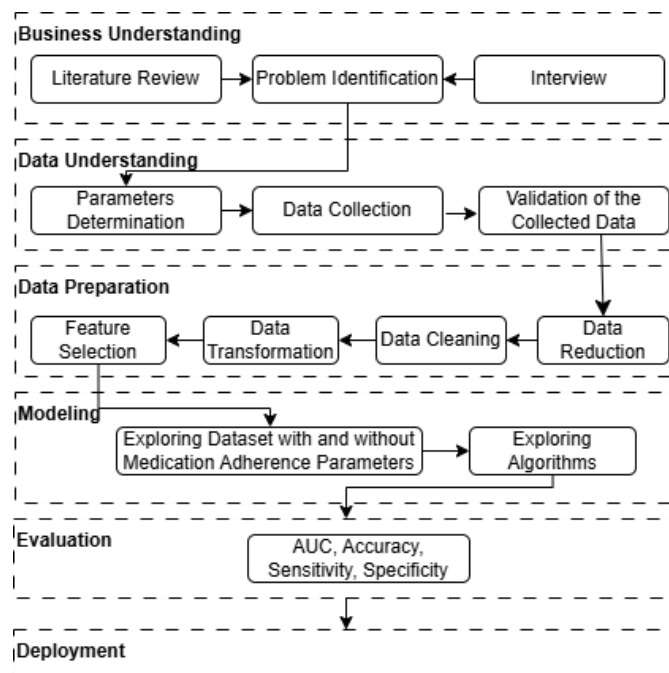 Business Understanding
Literature Review
Problem Identification
Interview
Data Understanding
Parameters
Determination
Data Collection
Validation of the
Collected Data
Data Preparation
Feature
Selection
Data
Transformation
Data Cleaning
Data
Reduction
Modeling
Exploring Dataset with and without
Medication Adherence Parameters
Exploring
Algorithms
Evaluation
AUC, Accuracy,
Sensitivity, Specificity
Deployment